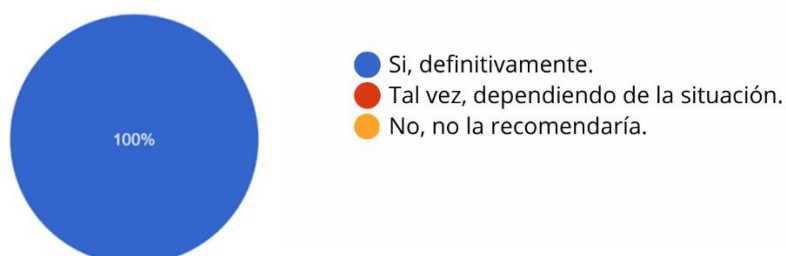 100%
Si, definitivamente.
Tal vez, dependiendo de la situación.
No, no la recomendaría.